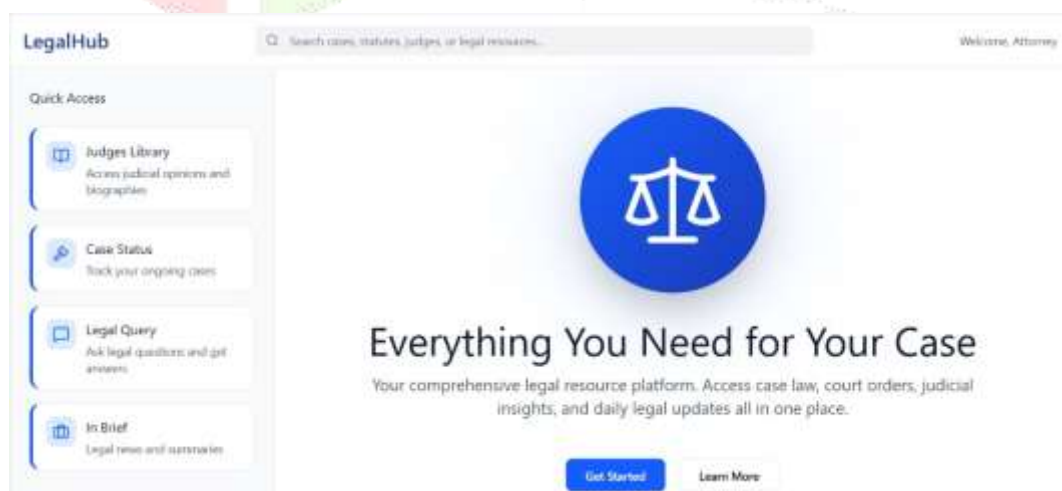 LegalHub
Search cases, statutes, judges, or legal resources...
Welcome, Attorney
Quick Access
Judges Library
Access judicial opinions and
biographies
Case Status
Track your ongoing cases
Legal Query
Ask legal questions and get
answers
In Brief
Legal news and summaries
Everything You Need for Your Case
Your comprehensive legal resource platform. Access case law, court orders, judicial
insights, and daily legal updates all in one place.
Get Started
Learn More